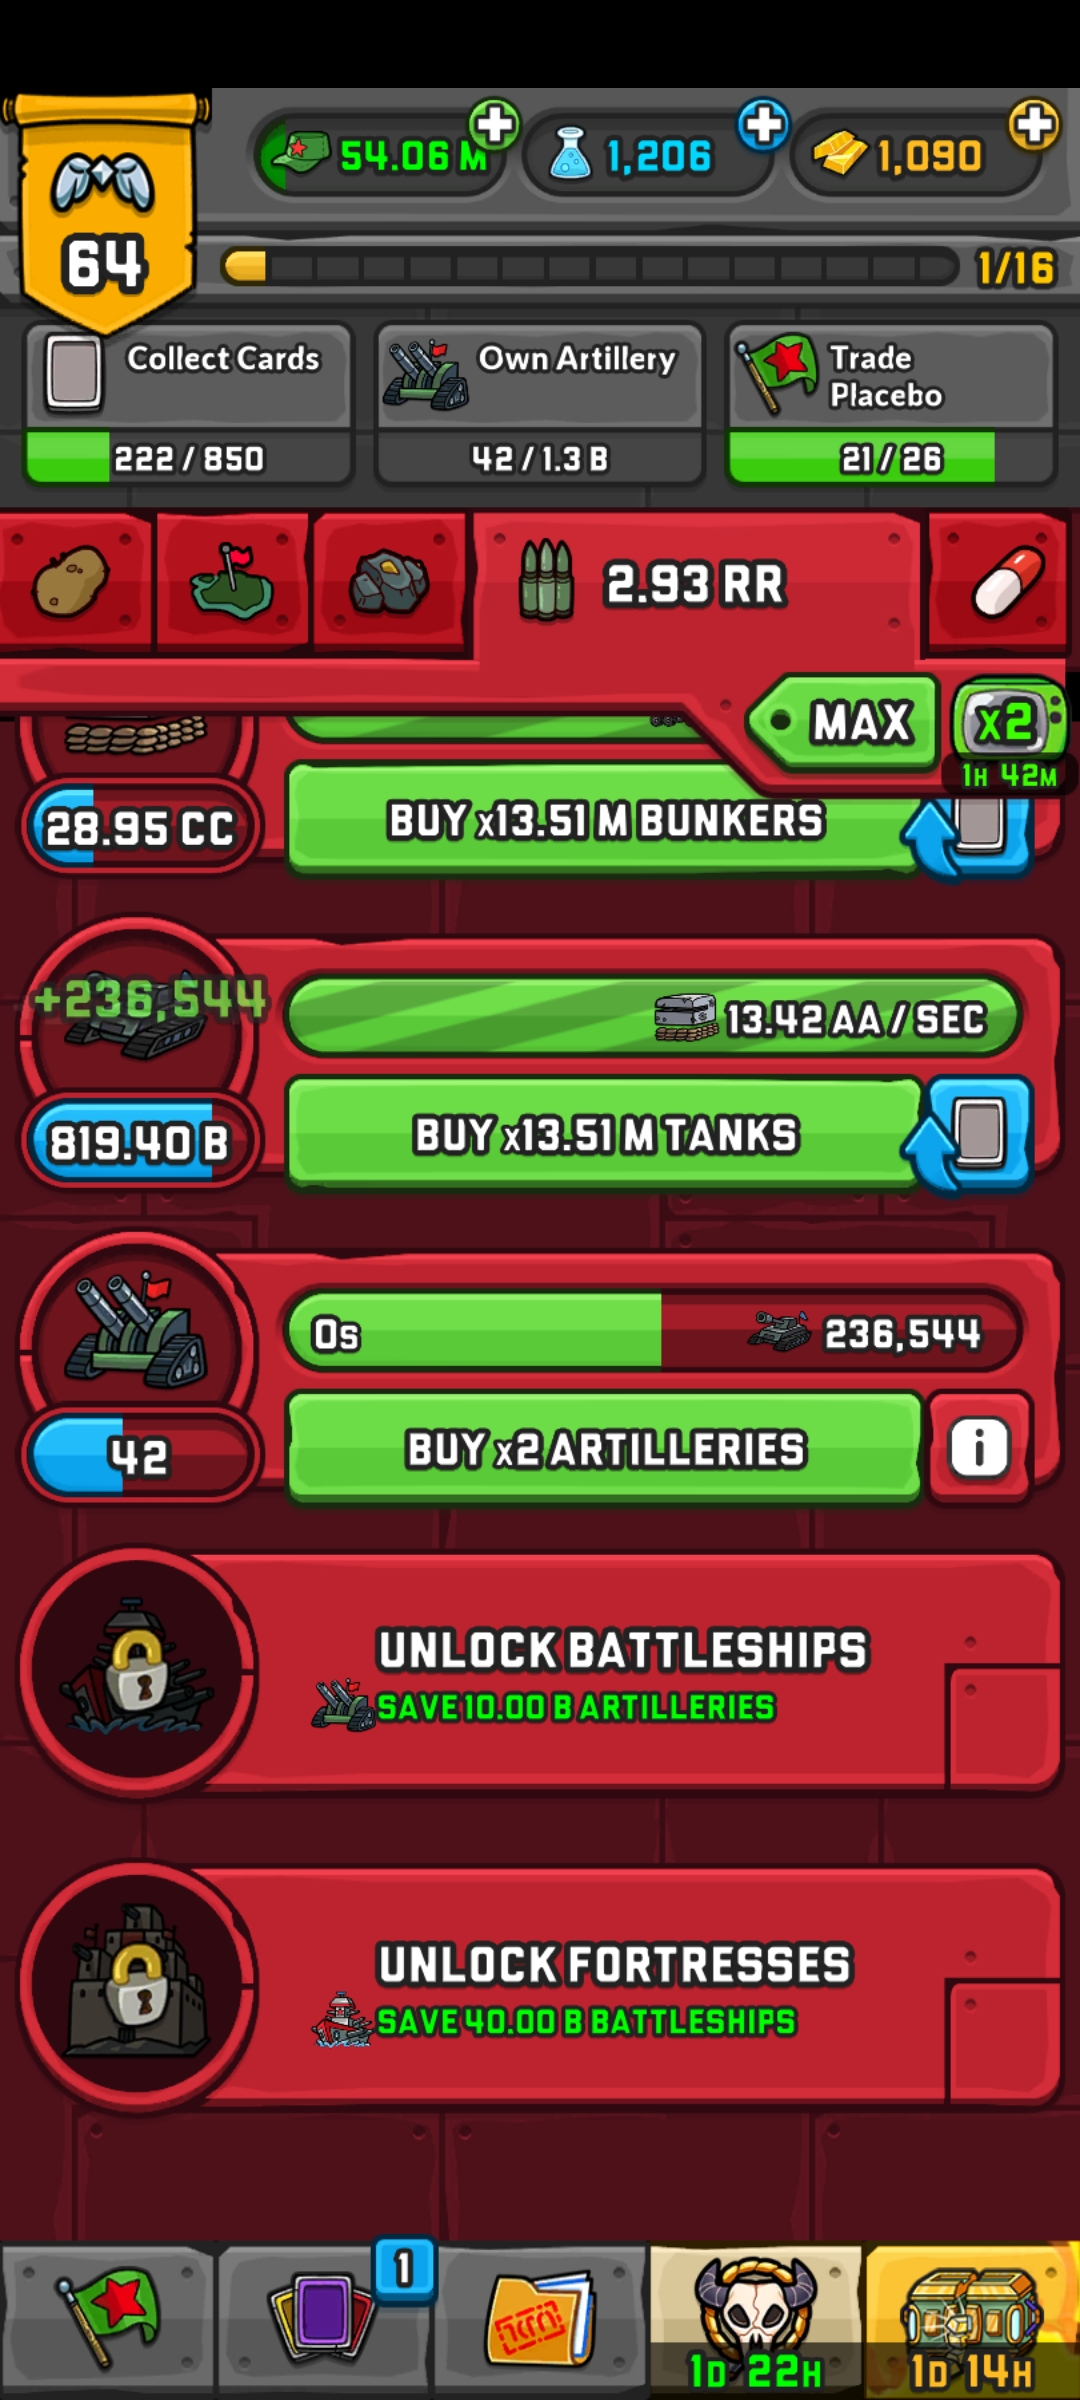 54.06 M
1,206
1,090
64
1/16
Collect Cards
222 / 850
Own Artillery
42 / 1.3 B
Trade
Placebo
21 / 26
2.93 RR
MAX
x2
1H 42M
28.95 CC
BUY x13.51 M BUNKERS
+236,544
13.42 AA / SEC
819.40 B
BUY x13.51 M TANKS
0s
236,544
42
BUY x2 ARTILLERIES
i
UNLOCK BATTLESHIPS
SAVE 10.00 B ARTILLERIES
UNLOCK FORTRESSES
SAVE 40.00 B BATTLESHIPS
1
1D 22H
1D 14H